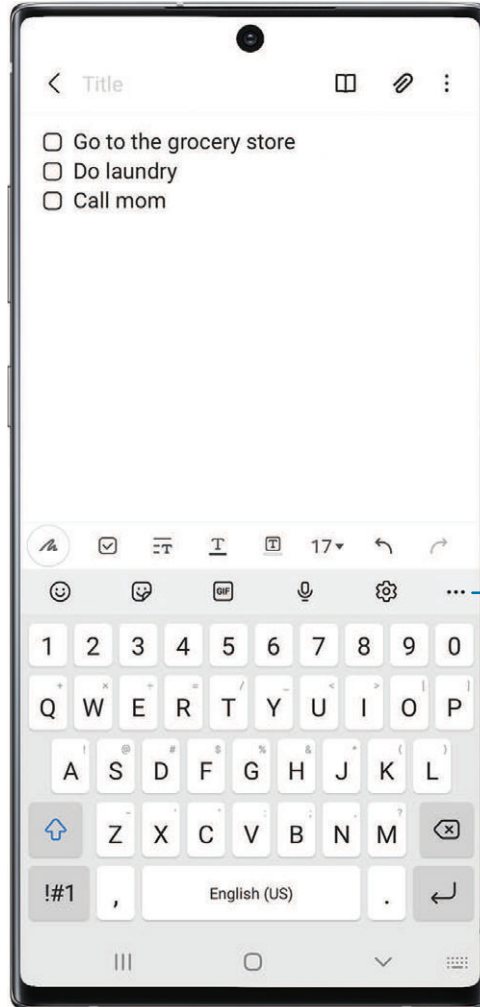 Title
Go to the grocery store
Do laundry
Call mom
T T T 17
GIF
1 2 3 4 5 6 7 8 9 0
Q W E R T Y U I O P
A S D F G H J K L
Z X C V B N M
!#1 , English (US) .